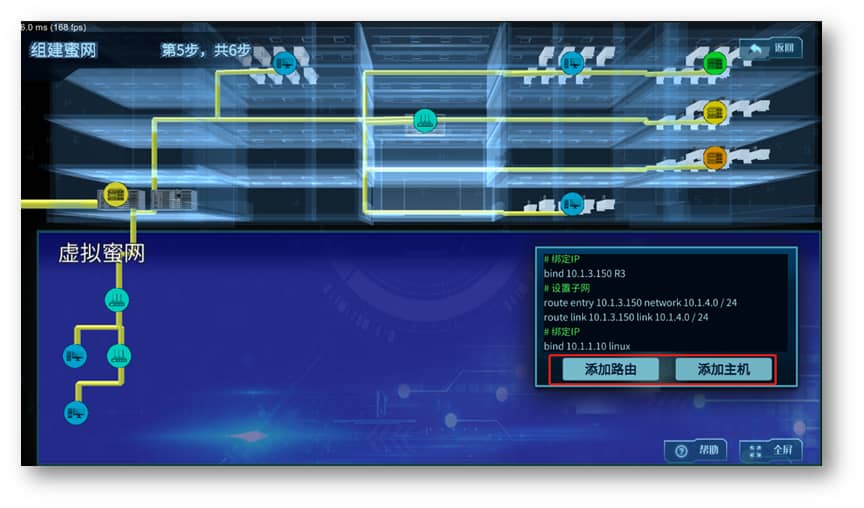 6.0 ms (168 fps)
组建蜜网
第5步，共6步
返回
虚拟蜜网
# 绑定IP
bind 10.1.3.150 R3
# 设置子网
route entry 10.1.3.150 network 10.1.4.0 / 24
route link 10.1.3.150 link 10.1.4.0 / 24
# 绑定IP
bind 10.1.1.10 linux
添加路由
添加主机
帮助
全屏